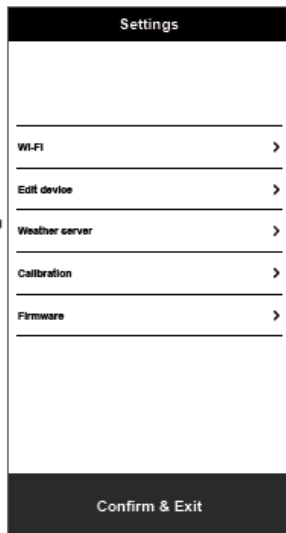 Settings
Wi-Fi
Edit device
Weather server
Calibration
Firmware
Confirm & Exit